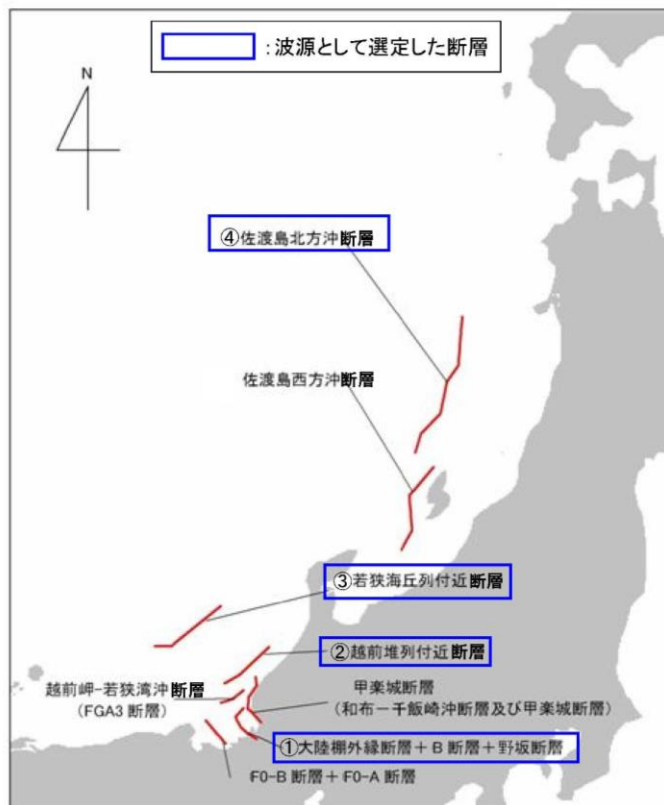 ：波源として選定した断層
N
④佐渡島北方沖断層
佐渡島西方沖断層
③若狭海丘列付近断層
②越前堆列付近断層
越前岬-若狭湾沖断層
(FGA3 断層)
甲楽城断層
(和布－干飯崎沖断層及び甲楽城断層)
①大陸棚外縁断層＋B 断層＋野坂断層
FO-B 断層＋FO-A 断層